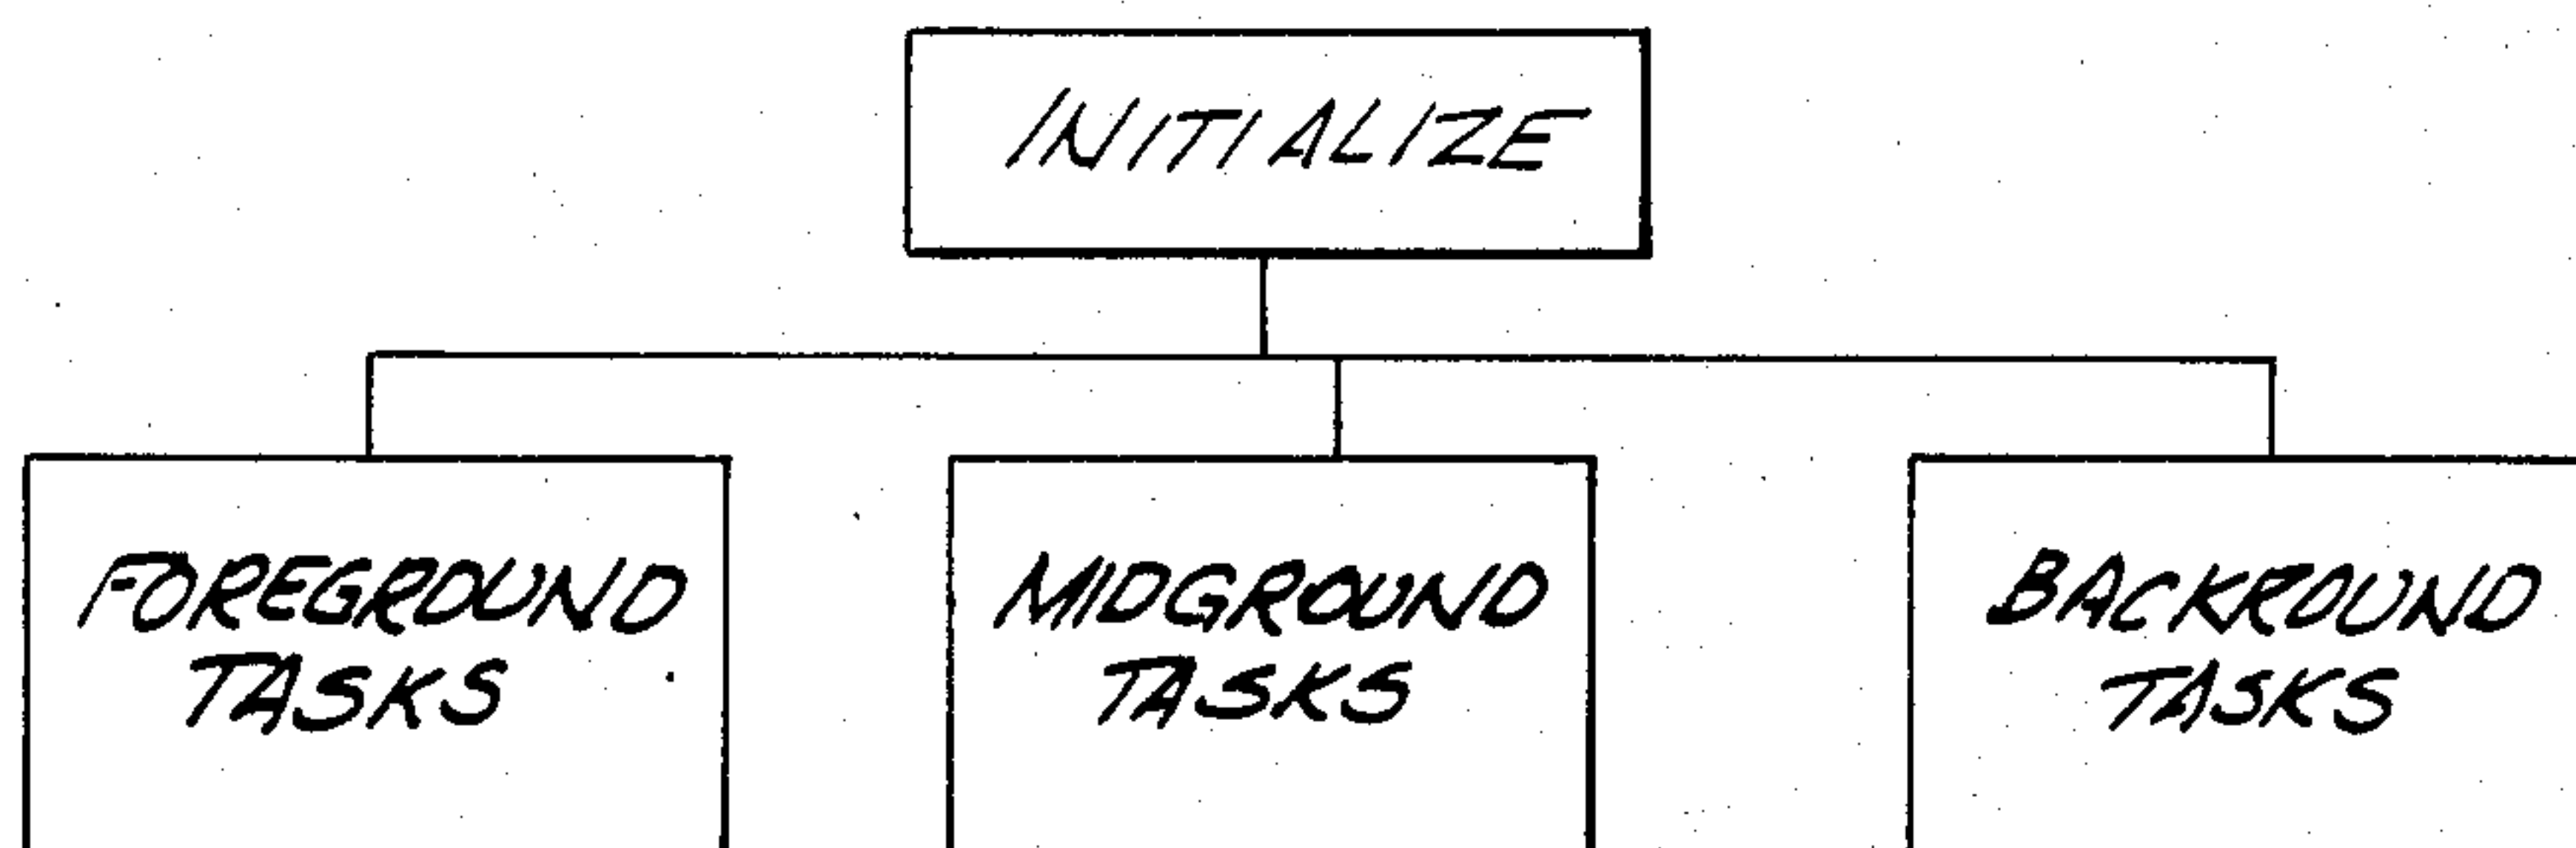 INITIALIZE
FOREGROUND
TASKS
MIDGROUND
TASKS
BACKROUND
TASKS